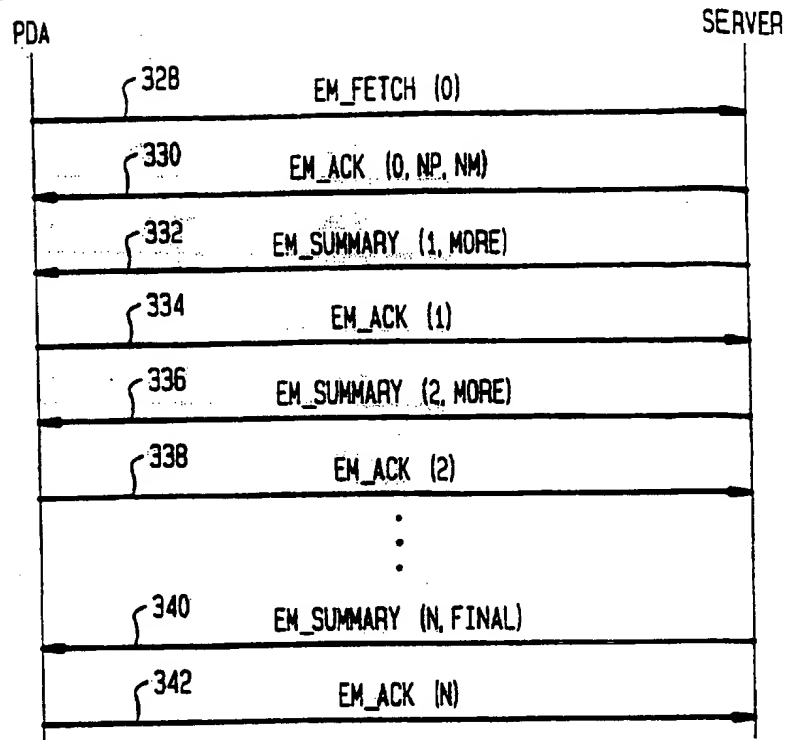 PDA
SERVER
328
EM_FETCH (0)
330
EM_ACK (0, NP, NM)
332
EM_SUMMARY (1, MORE)
334
EM_ACK (1)
336
EM_SUMMARY (2, MORE)
338
EM_ACK (2)
340
EM_SUMMARY (N, FINAL)
342
EM_ACK (N)